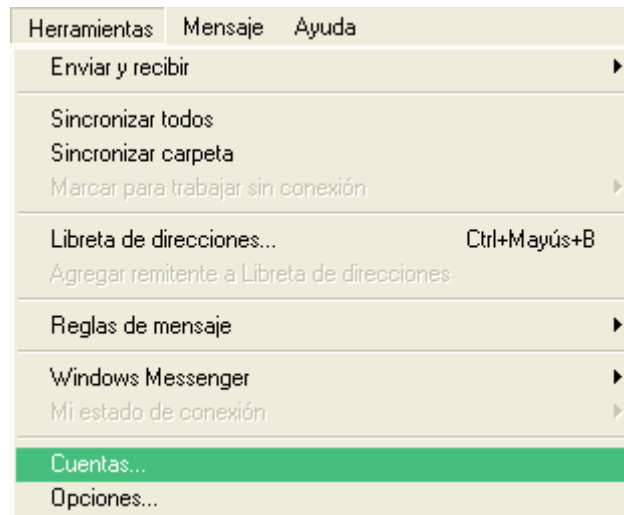 Herramientas Mensaje Ayuda
Enviar y recibir
Sincronizar todos
Sincronizar carpeta
Marcar para trabajar sin conexión
Libreta de direcciones... Ctrl+Mayús+B
Agregar remitente a Libreta de direcciones
Reglas de mensaje
Windows Messenger
Mi estado de conexión
Cuentas...
Opciones...